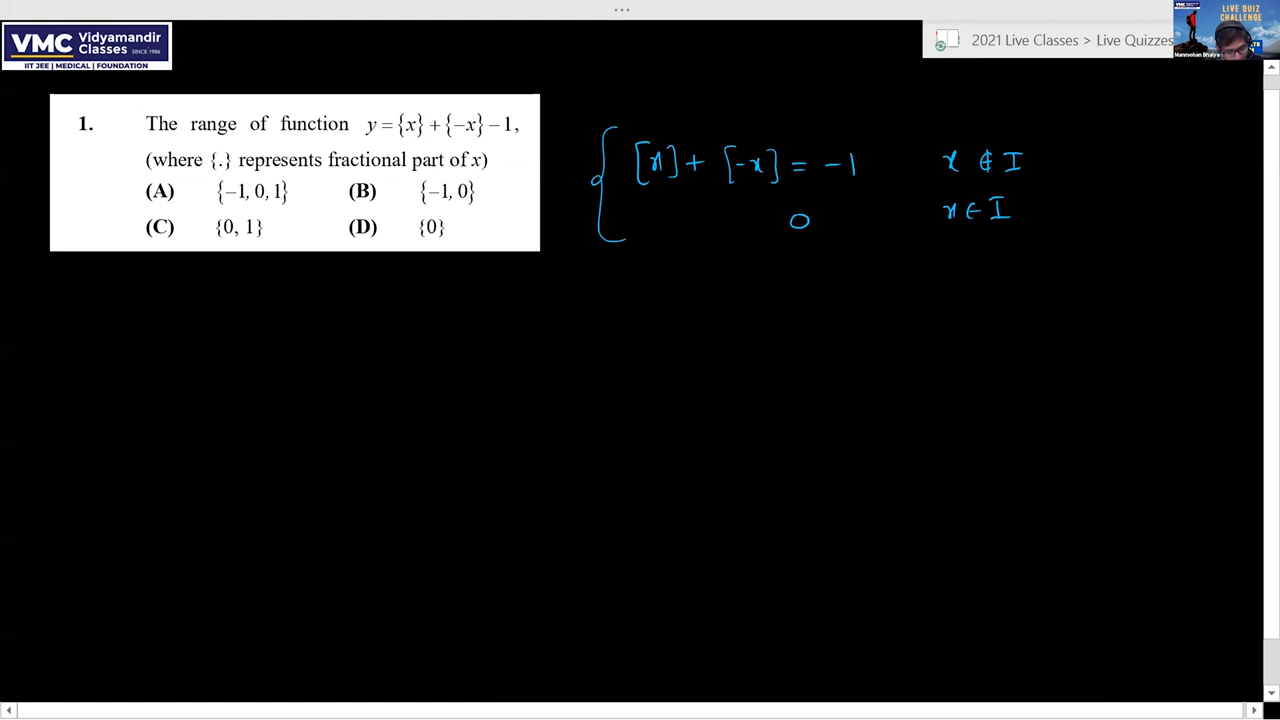 VMC Vidyamandir Classes SINCE 1986
IIT JEE | MEDICAL | FOUNDATION
2021 Live Classes > Live Quizzes
LIVE QUIZ
CHALLENGE
Manmohan Bhaiya
1. The range of function y = {x} + {–x} – 1,
(where {.} represents fractional part of x)
(A) {–1, 0, 1} (B) {–1, 0}
(C) {0, 1} (D) {0}
[x] + [-x] = -1 x ∉ I
0 x ∈ I